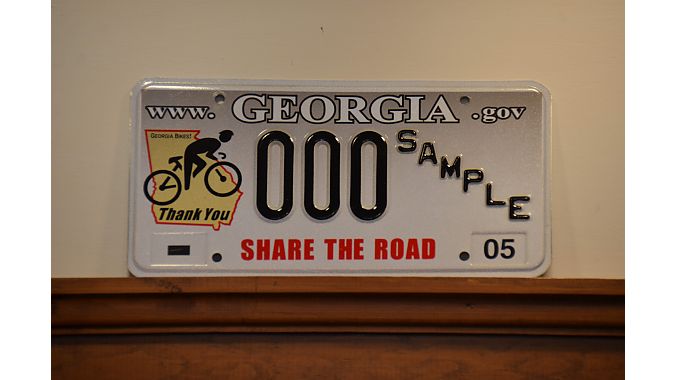 www. GEORGIA .gov
GEORGIA BIKES!
Thank You
000 SAMPLE
- SHARE THE ROAD 05